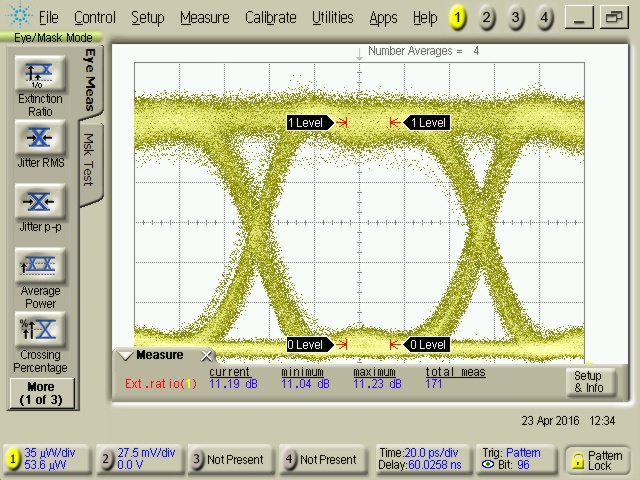 File Control Setup Measure Calibrate Utilities Apps Help 1 2 3 4
Eye/Mask Mode
Number Averages = 4
Eye Meas
Msk Test
1/0
Extinction
Ratio
Jitter RMS
Jitter p-p
Average
Power
%
Crossing
Percentage
More
(1 of 3)
1 Level 1 Level
0 Level 0 Level
Measure
current minimum maximum total meas
Ext.ratio(1) 11.19 dB 11.04 dB 11.23 dB 171
Setup
& Info
23 Apr 2016 12:34
1 35 µW/div
53.6 µW
2 27.5 mV/div
0.0 V
3 Not Present
4 Not Present
Time:20.0 ps/div
Delay:60.0258 ns
Trig: Pattern
Bit: 96
Pattern
Lock